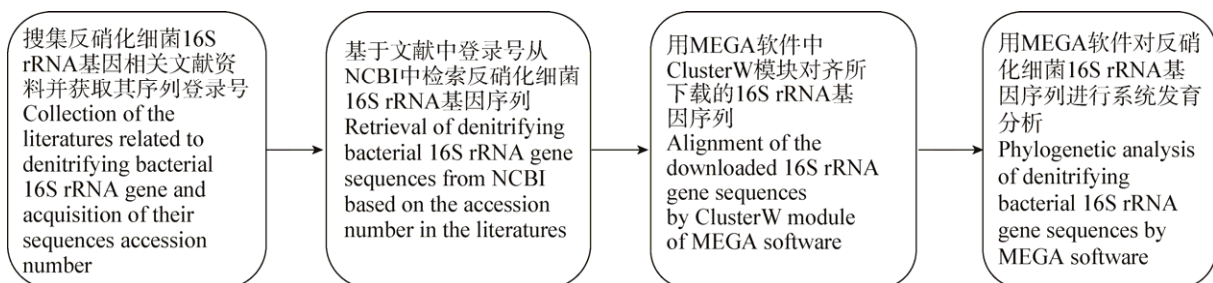 搜集反硝化细菌16S
rRNA基因相关文献资
料并获取其序列登录号
Collection of the
literatures related to
denitrifying bacterial
16S rRNA gene and
acquisition of their
sequences accession
number
基于文献中登录号从
NCBI中检索反硝化细菌
16S rRNA基因序列
Retrieval of denitrifying
bacterial 16S rRNA gene
sequences from NCBI
based on the accession
number in the literatures
用MEGA软件中
ClusterW模块对齐所
下载的16S rRNA基
因序列
Alignment of the
downloaded 16S rRNA
gene sequences
by ClusterW module
of MEGA software
用MEGA软件对反硝
化细菌16S rRNA基
因序列进行系统发育
分析
Phylogenetic analysis
of denitrifying
bacterial 16S rRNA
gene sequences by
MEGA software